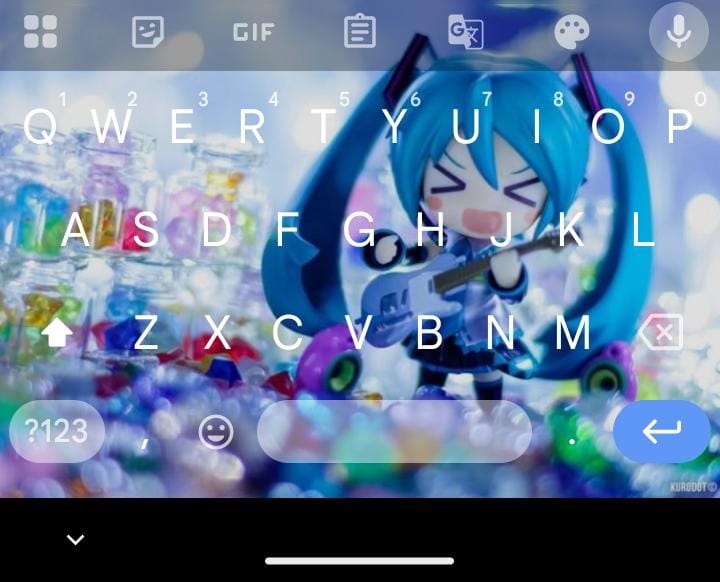 GIF
1 2 3 4 5 6 7 8 9 0
Q W E R T Y U I O P
A S D F G H J K L
Z X C V B N M
?123 , .
KURODOT©